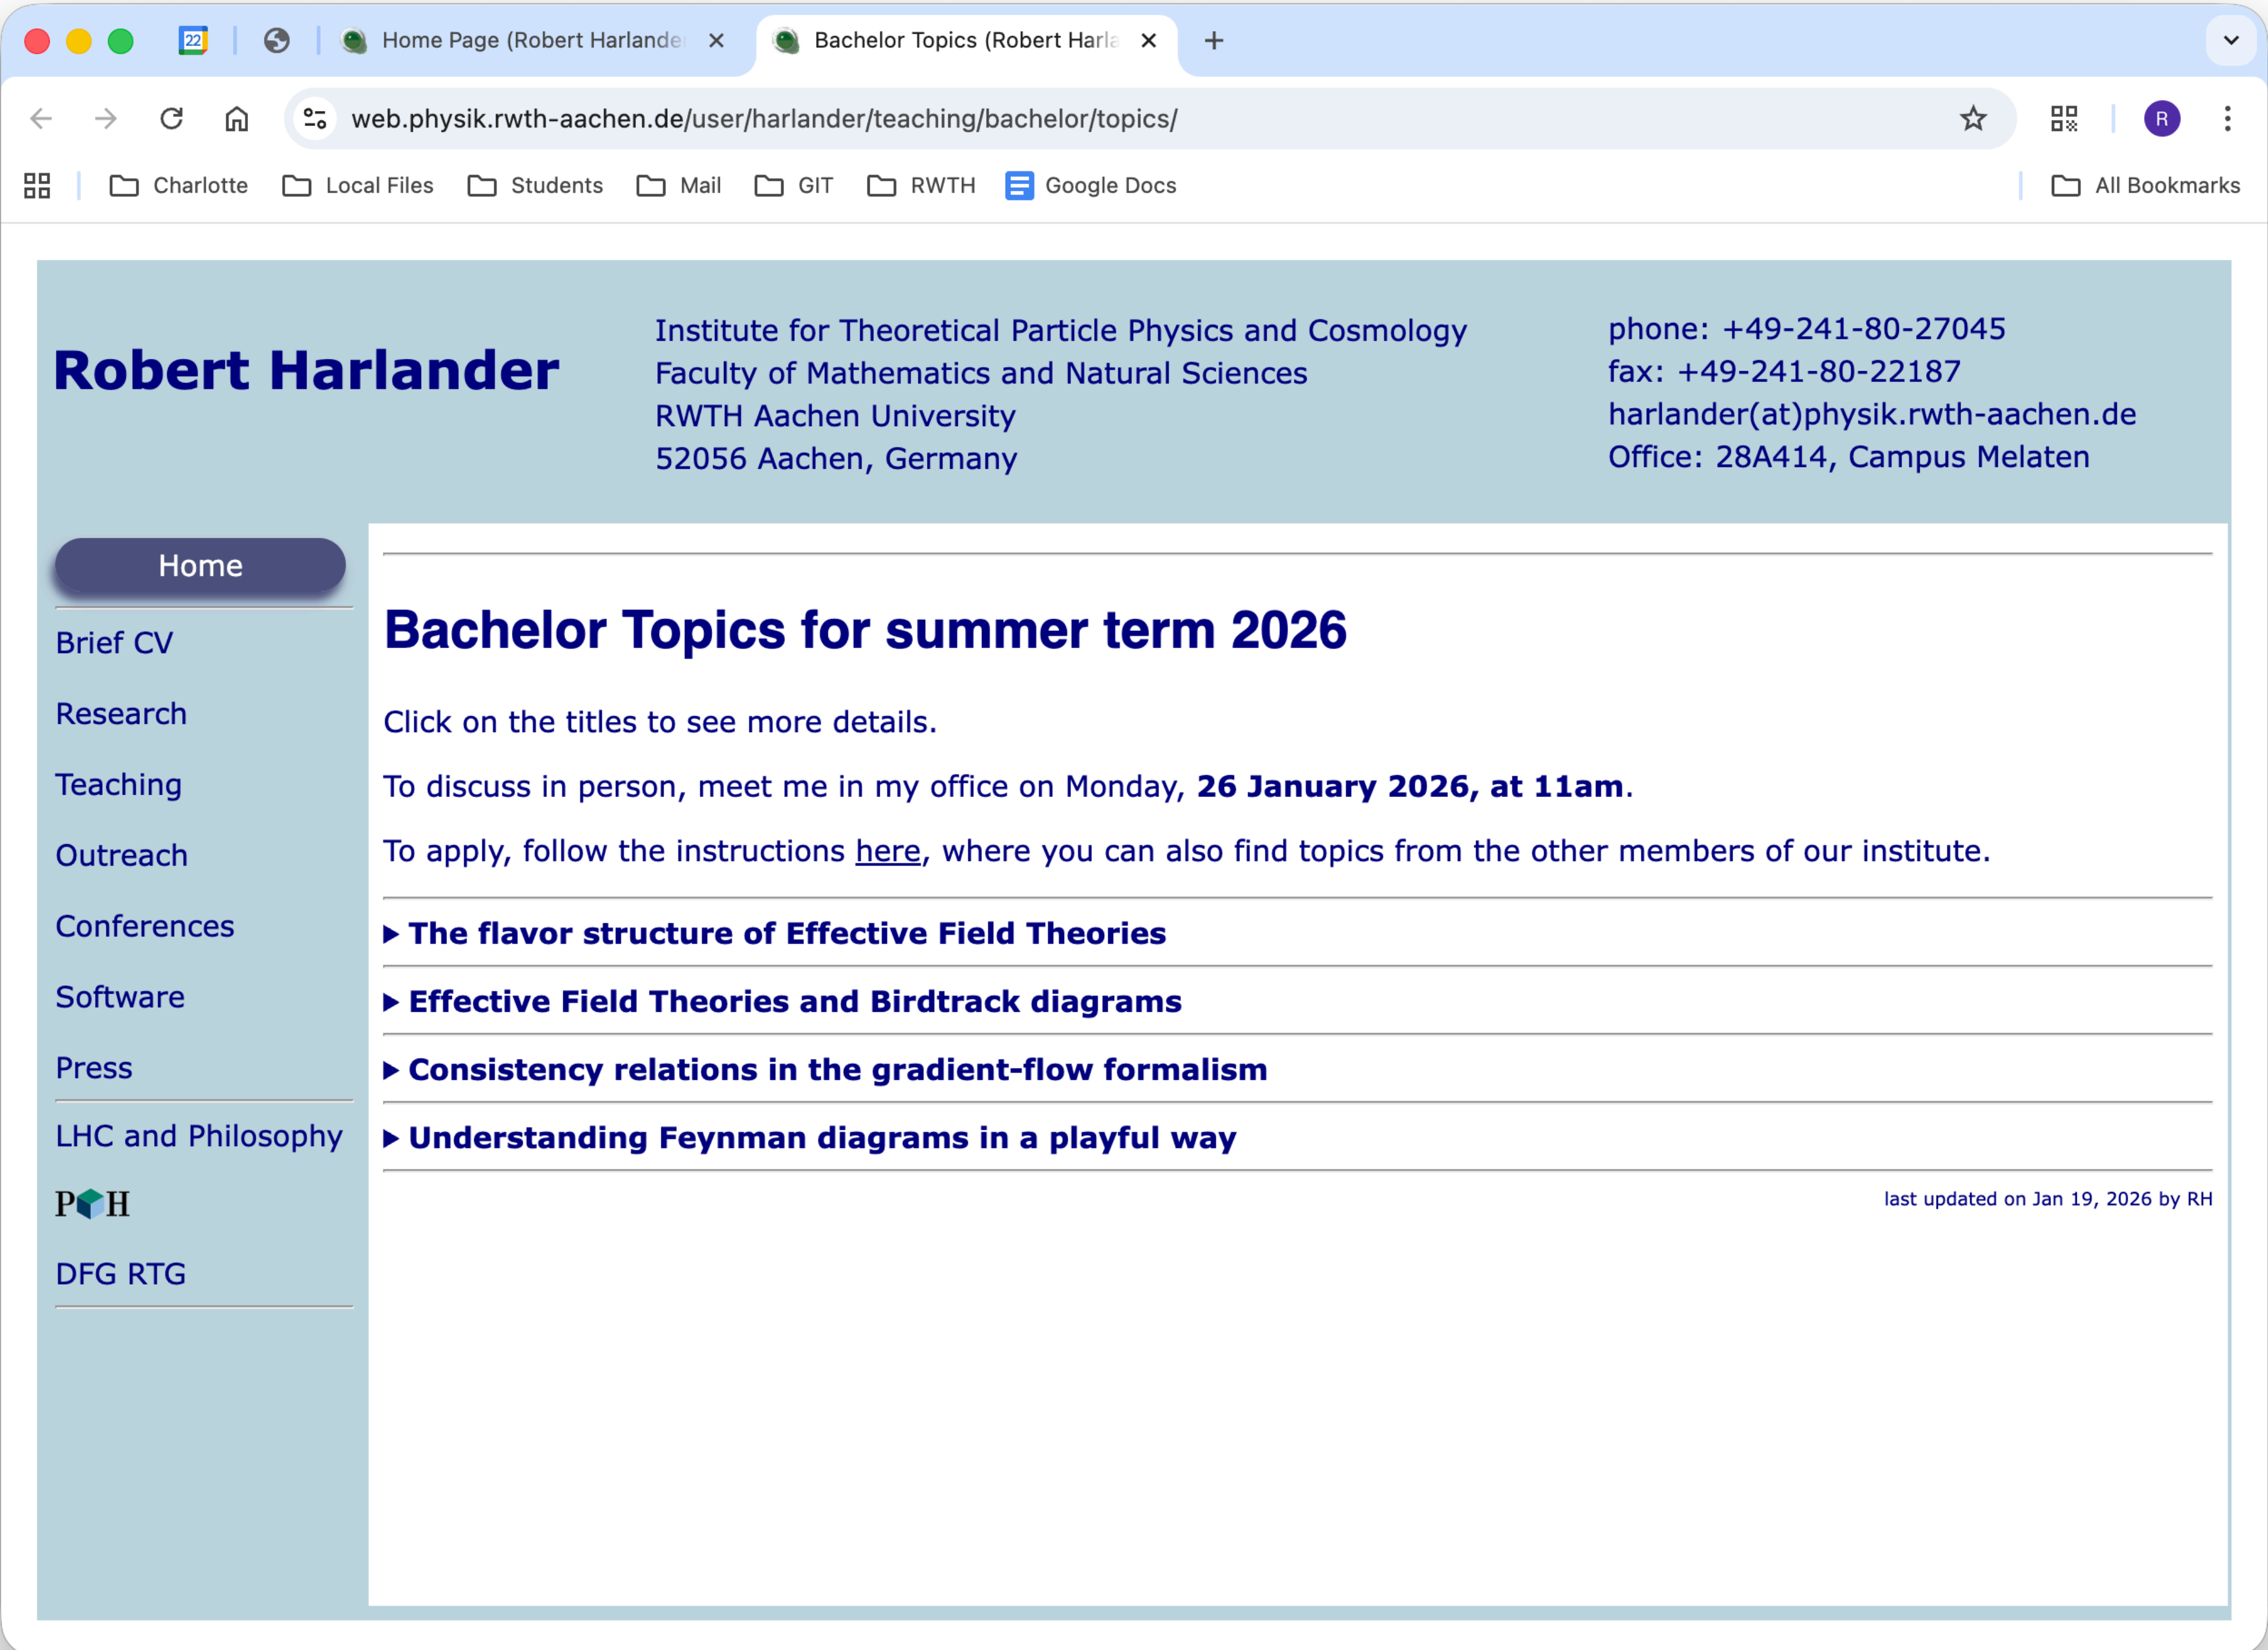 22
Home Page (Robert Harlande
Bachelor Topics (Robert Harla
web.physik.rwth-aachen.de/user/harlander/teaching/bachelor/topics/
R
Charlotte
Local Files
Students
Mail
GIT
RWTH
Google Docs
All Bookmarks
Robert Harlander
Institute for Theoretical Particle Physics and Cosmology
Faculty of Mathematics and Natural Sciences
RWTH Aachen University
52056 Aachen, Germany
phone: +49-241-80-27045
fax: +49-241-80-22187
harlander(at)physik.rwth-aachen.de
Office: 28A414, Campus Melaten
Home
Brief CV
Research
Teaching
Outreach
Conferences
Software
Press
LHC and Philosophy
P H
DFG RTG
Bachelor Topics for summer term 2026
Click on the titles to see more details.
To discuss in person, meet me in my office on Monday, 26 January 2026, at 11am.
To apply, follow the instructions here, where you can also find topics from the other members of our institute.
The flavor structure of Effective Field Theories
Effective Field Theories and Birdtrack diagrams
Consistency relations in the gradient-flow formalism
Understanding Feynman diagrams in a playful way
last updated on Jan 19, 2026 by RH